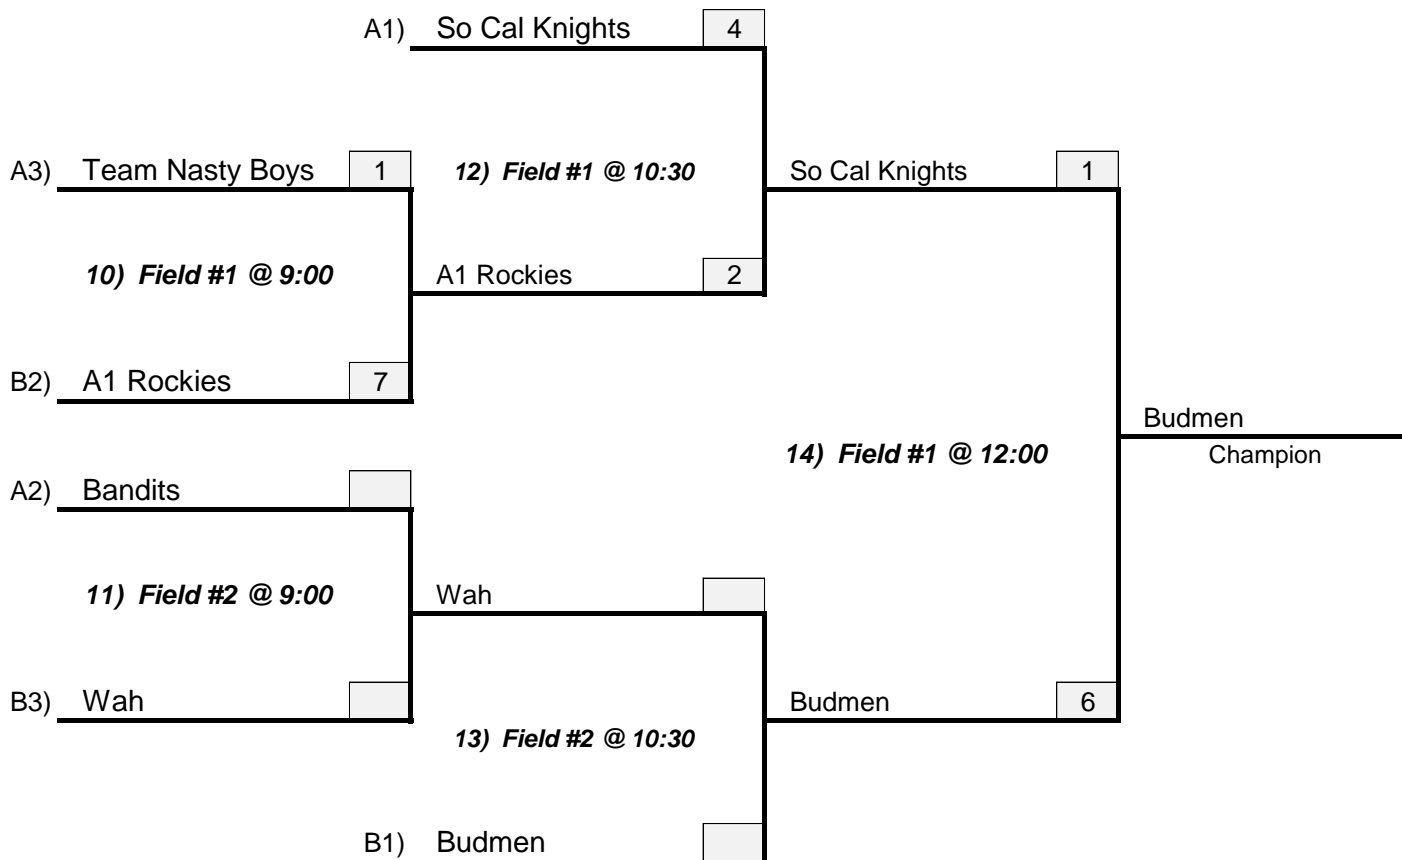 A1) So Cal Knights 4
A3) Team Nasty Boys 1
12) Field #1 @ 10:30
So Cal Knights 1
10) Field #1 @ 9:00
A1 Rockies 2
B2) A1 Rockies 7
Budmen
14) Field #1 @ 12:00
Champion
A2) Bandits
11) Field #2 @ 9:00
Wah
B3) Wah
Budmen 6
13) Field #2 @ 10:30
B1) Budmen